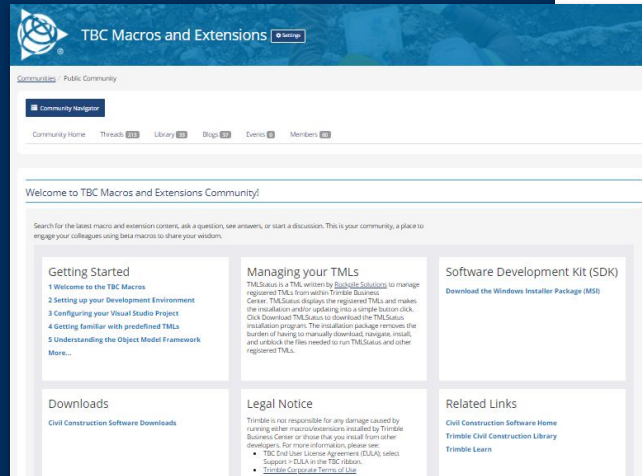 TBC Macros and Extensions
Settings
Communities / Public Community
Community Navigator
Community Home Threads 213 Library 33 Blogs 37 Events 0 Members 60
Welcome to TBC Macros and Extensions Community!
Search for the latest macro and extension content, ask a question, see answers, or start a discussion. This is your community, a place to
engage your colleagues using beta macros to share your wisdom.
Getting Started
1 Welcome to the TBC Macros
2 Setting up your Development Environment
3 Configuring your Visual Studio Project
4 Getting familiar with predefined TMLs
5 Understanding the Object Model Framework
More...
Managing your TMLs
TMLStatus is a TML written by Rockpile Solutions to manage
registered TMLs from within Trimble Business
Center. TMLStatus displays the registered TMLs and makes
the installation and/or updating into a simple button click.
Click Download TMLStatus to download the TMLStatus
installation program. The installation package removes the
burden of having to manually download, navigate, install,
and unblock the files needed to run TMLStatus and other
registered TMLs.
Software Development Kit (SDK)
Download the Windows Installer Package (MSI)
Downloads
Civil Construction Software Downloads
Legal Notice
Trimble is not responsible for any damage caused by
running either macros/extensions installed by Trimble
Business Center or those that you install from other
developers. For more information, please see:
• TBC End User License Agreement (EULA); select
Support > EULA in the TBC ribbon.
• Trimble Corporate Terms of Use
Related Links
Civil Construction Software Home
Trimble Civil Construction Library
Trimble Learn